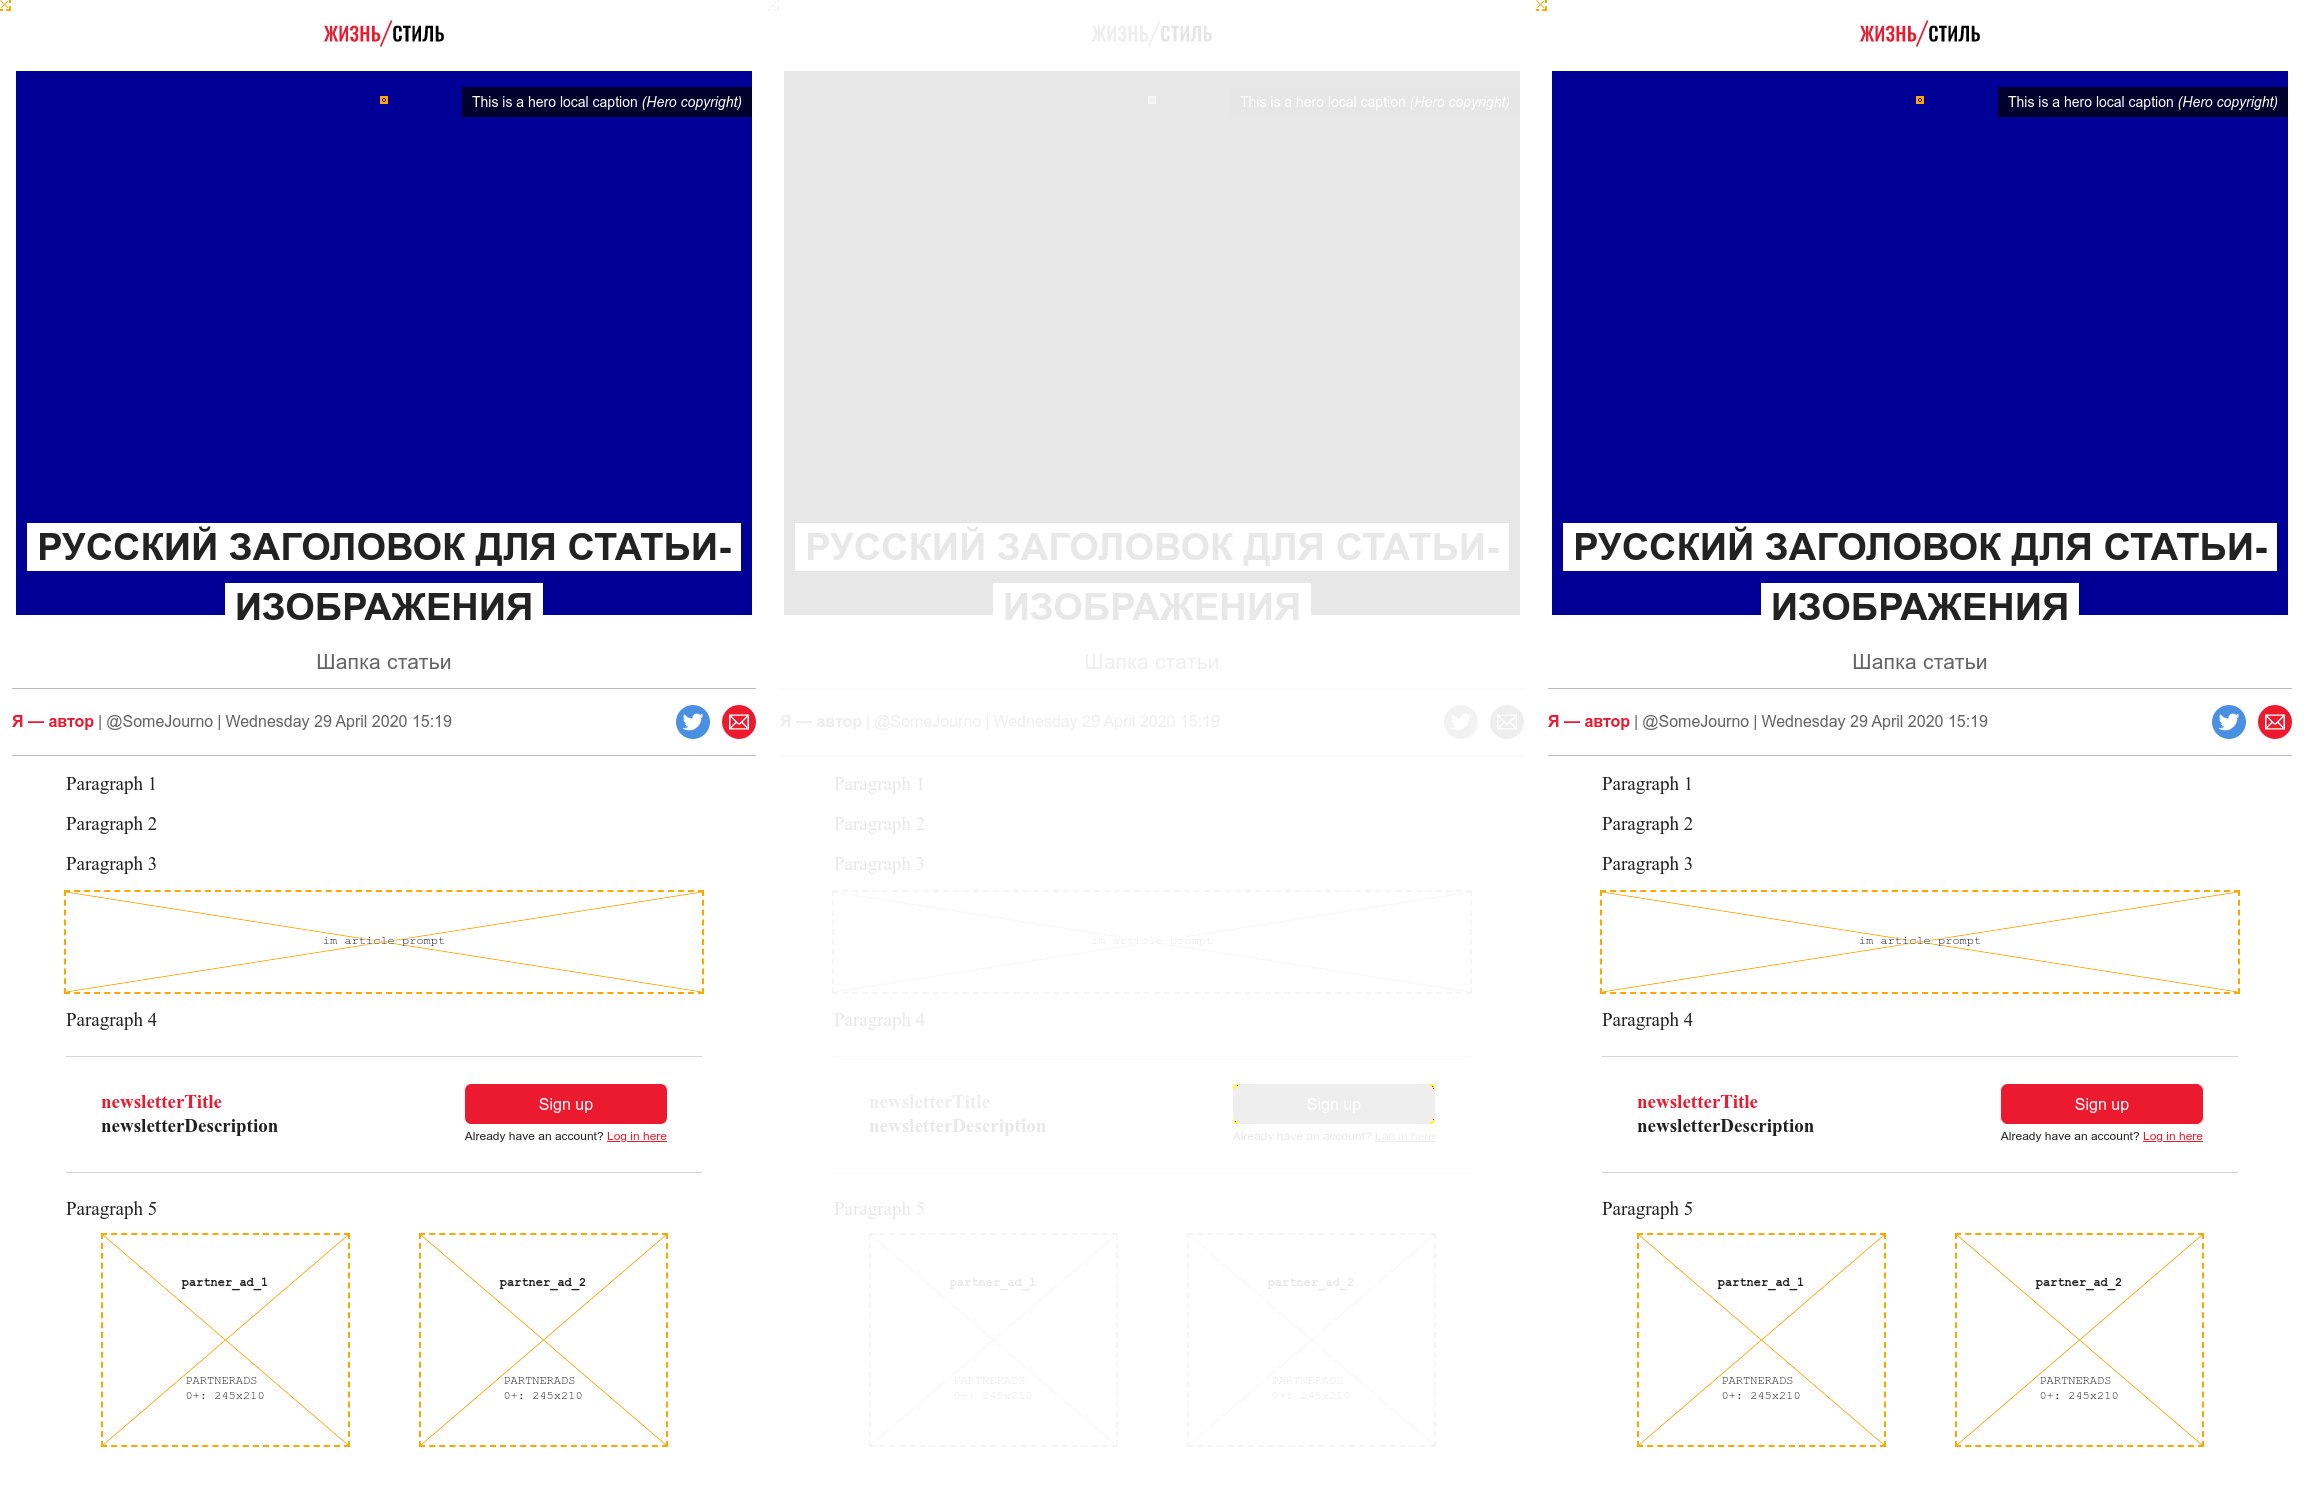 ЖИЗНЬ/СТИЛЬ
This is a hero local caption (Hero copyright)
РУССКИЙ ЗАГОЛОВОК ДЛЯ СТАТЬИ-
ИЗОБРАЖЕНИЯ
Шапка статьи
Я — автор | @SomeJourno | Wednesday 29 April 2020 15:19
Paragraph 1
Paragraph 2
Paragraph 3
im article prompt
Paragraph 4
newsletterTitle
newsletterDescription
Sign up
Already have an account? Log in here
Paragraph 5
partner_ad_1
PARTNERADS
0+: 245x210
partner_ad_2
PARTNERADS
0+: 245x210
ЖИЗНЬ/СТИЛЬ
This is a hero local caption (Hero copyright)
РУССКИЙ ЗАГОЛОВОК ДЛЯ СТАТЬИ-
ИЗОБРАЖЕНИЯ
Шапка статьи
Я — автор | @SomeJourno | Wednesday 29 April 2020 15:19
Paragraph 1
Paragraph 2
Paragraph 3
im article prompt
Paragraph 4
newsletterTitle
newsletterDescription
Sign up
Already have an account? Log in here
Paragraph 5
partner_ad_1
PARTNERADS
0+: 245x210
partner_ad_2
PARTNERADS
0+: 245x210
ЖИЗНЬ/СТИЛЬ
This is a hero local caption (Hero copyright)
РУССКИЙ ЗАГОЛОВОК ДЛЯ СТАТЬИ-
ИЗОБРАЖЕНИЯ
Шапка статьи
Я — автор | @SomeJourno | Wednesday 29 April 2020 15:19
Paragraph 1
Paragraph 2
Paragraph 3
im article prompt
Paragraph 4
newsletterTitle
newsletterDescription
Sign up
Already have an account? Log in here
Paragraph 5
partner_ad_1
PARTNERADS
0+: 245x210
partner_ad_2
PARTNERADS
0+: 245x210